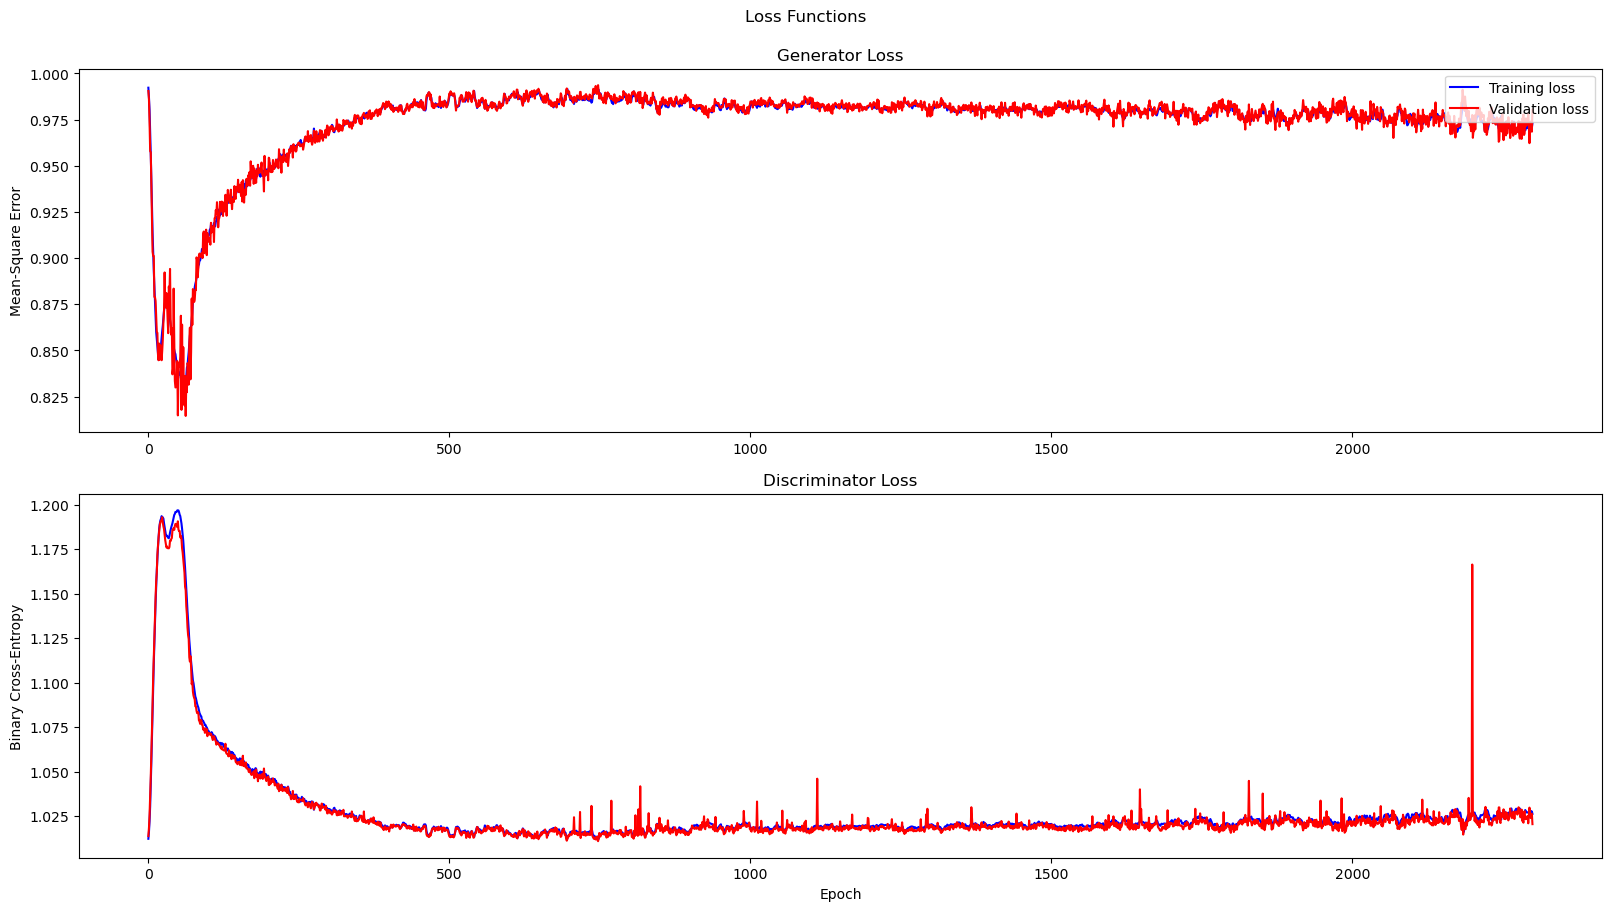 Loss Functions
Generator Loss
Mean-Square Error
1.000
0.975
0.950
0.925
0.900
0.875
0.850
0.825
Training loss
Validation loss
0 500 1000 1500 2000
Discriminator Loss
Binary Cross-Entropy
1.200
1.175
1.150
1.125
1.100
1.075
1.050
1.025
0 500 1000 1500 2000
Epoch